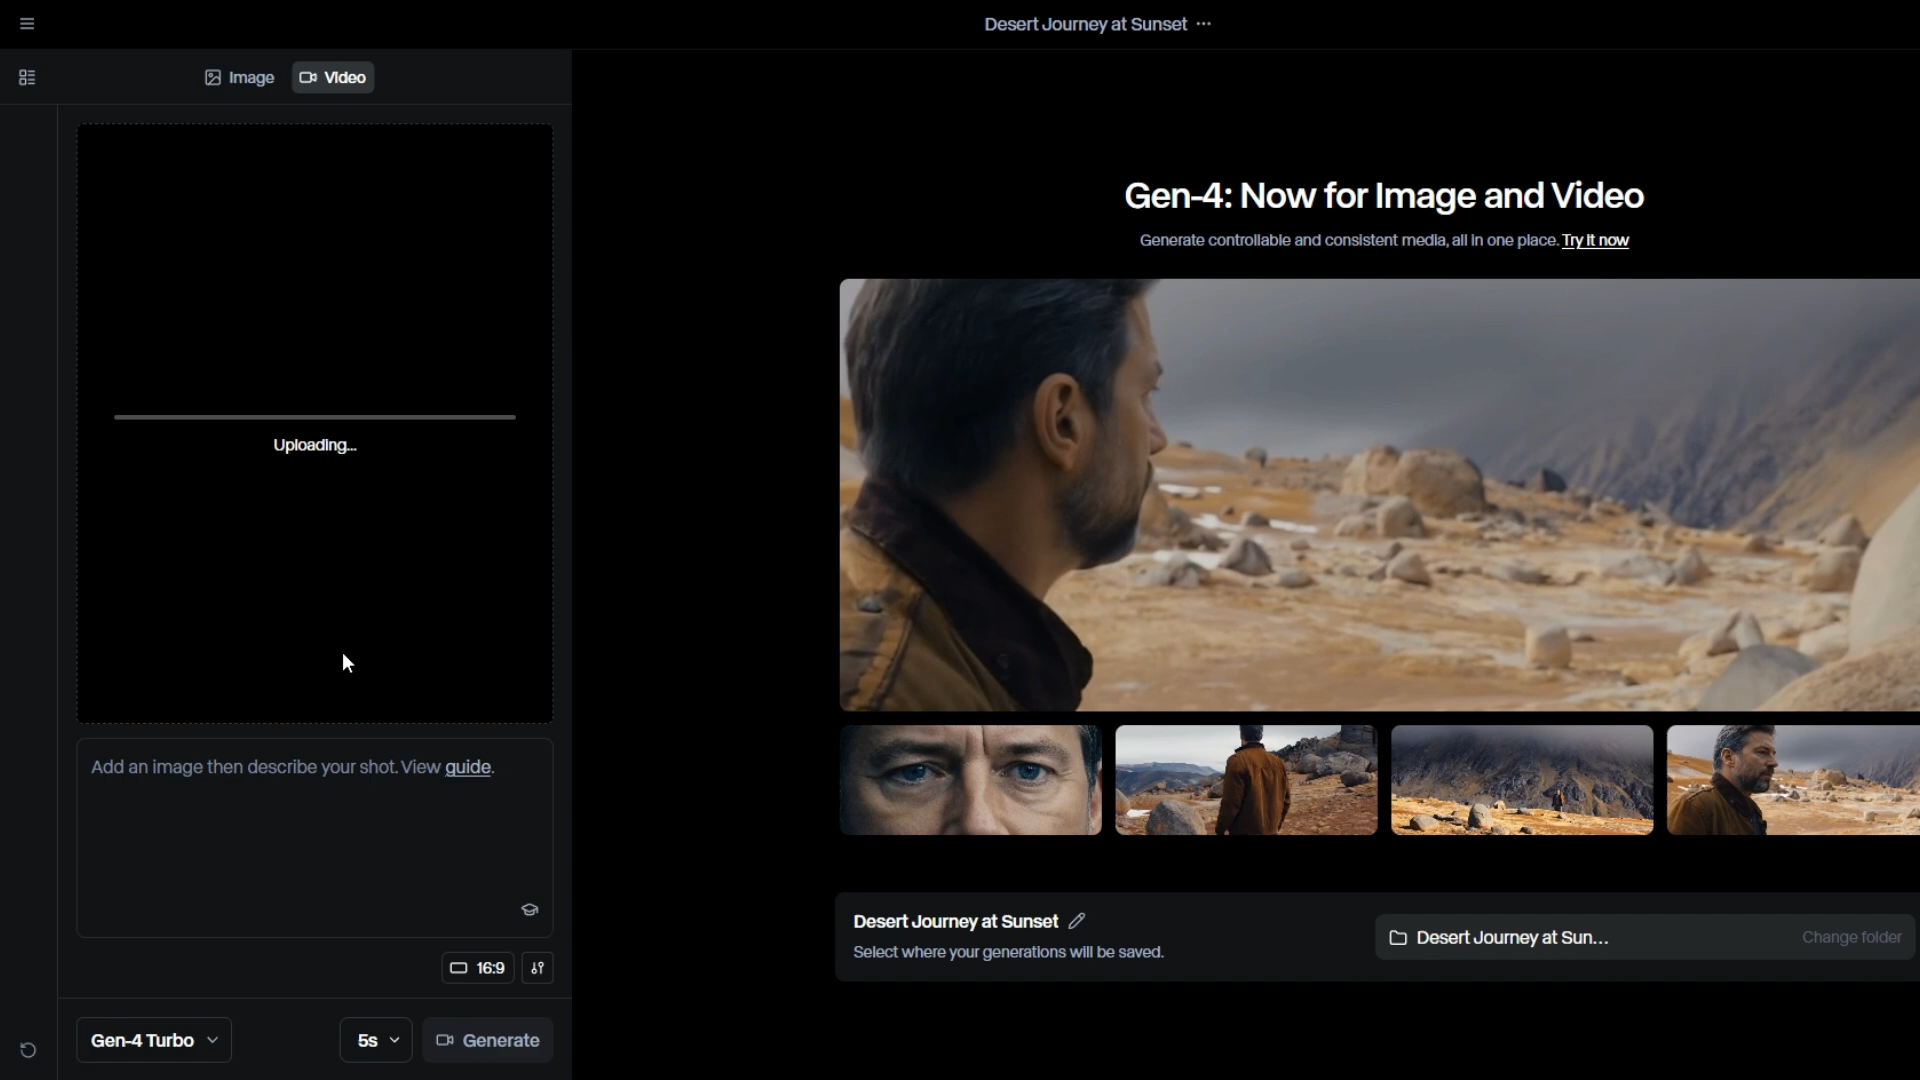 Desert Journey at Sunset ...
Image
Video
Uploading...
Add an image then describe your shot. View guide.
16:9
Gen-4 Turbo
5s
Generate
Gen-4: Now for Image and Video
Generate controllable and consistent media, all in one place. Try it now
Desert Journey at Sunset
Select where your generations will be saved.
Desert Journey at Sun...
Change folder